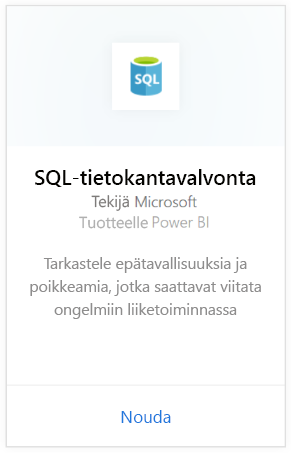 SQL
SQL-tietokantavalvonta
Tekijä Microsoft
Tuotteelle Power BI
Tarkastele epätavallisuuksia ja
poikkeamia, jotka saattavat viitata
ongelmiin liiketoiminnassa
Nouda